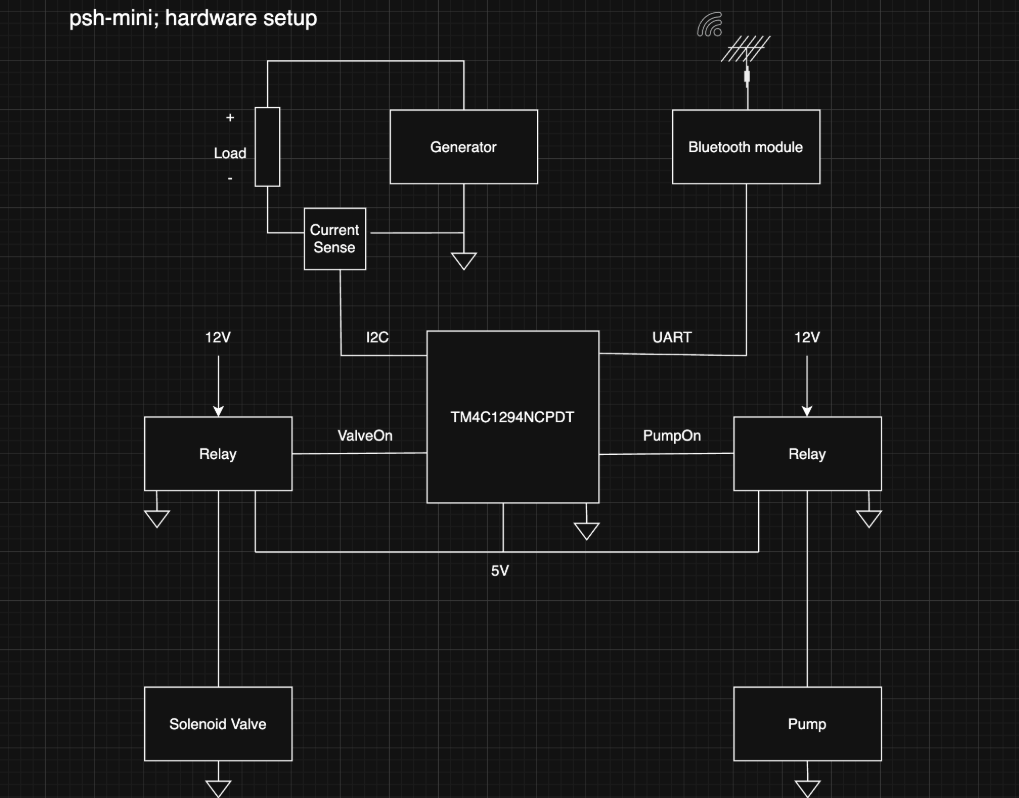 psh-mini; hardware setup
+
Load
-
Generator
Bluetooth module
Current
Sense
12V
I2C
UART
12V
TM4C1294NCPDT
Relay
ValveOn
PumpOn
Relay
5V
Solenoid Valve
Pump